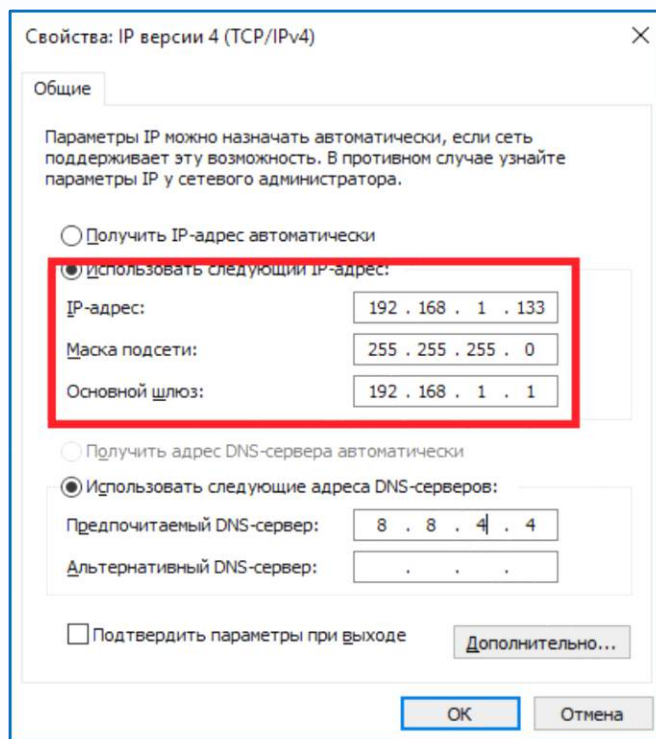 Свойства: IP версии 4 (TCP/IPv4)
Общие
Параметры IP можно назначать автоматически, если сеть
поддерживает эту возможность. В противном случае узнайте
параметры IP у сетевого администратора.
Получить IP-адрес автоматически
Использовать следующий IP-адрес:
IP-адрес: 192 . 168 . 1 . 133
Маска подсети: 255 . 255 . 255 . 0
Основной шлюз: 192 . 168 . 1 . 1
Получить адрес DNS-сервера автоматически
Использовать следующие адреса DNS-серверов:
Предпочитаемый DNS-сервер: 8 . 8 . 4 . 4
Альтернативный DNS-сервер: . . .
Подтвердить параметры при выходе
Дополнительно...
ОК Отмена